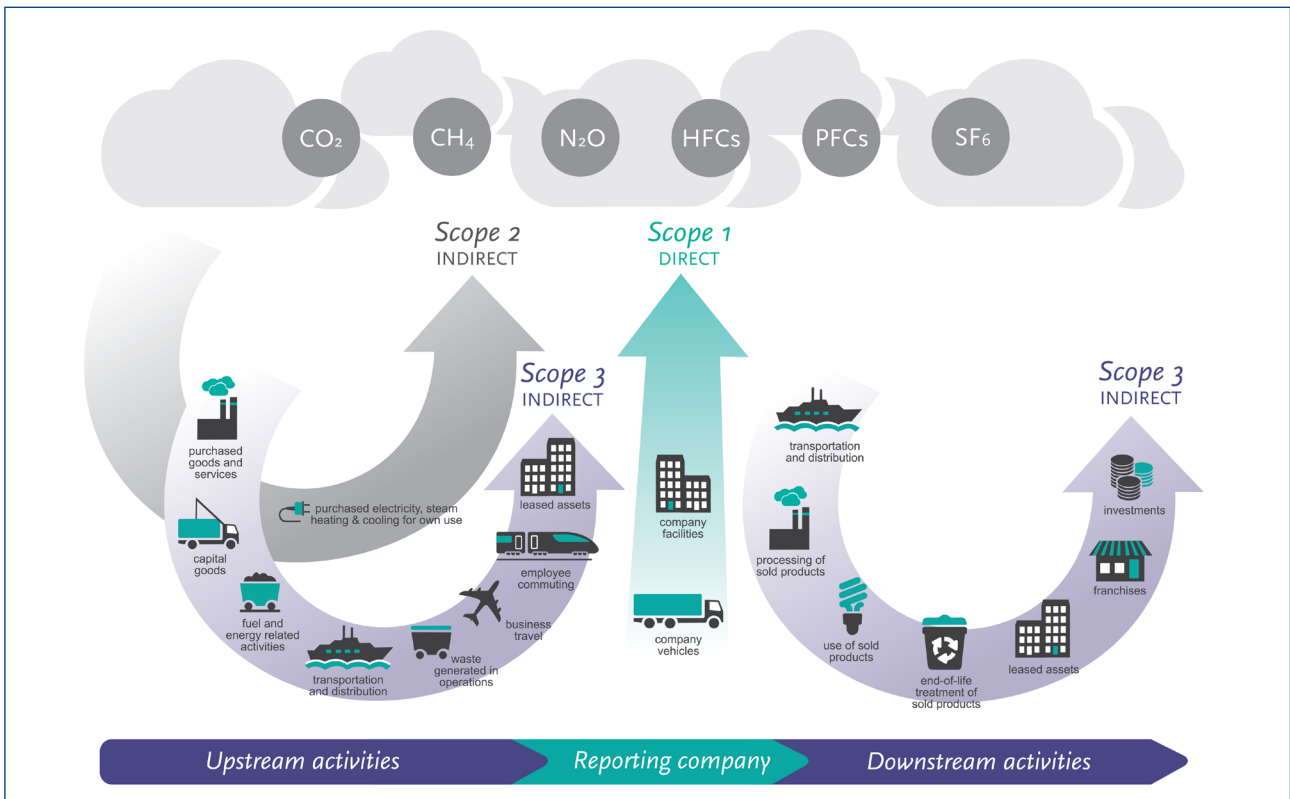 CO₂
CH₄
N₂O
HFCs
PFCs
SF₆
Scope 2
INDIRECT
Scope 1
DIRECT
Scope 3
INDIRECT
Scope 3
INDIRECT
purchased
goods and
services
capital
goods
fuel and
energy related
activities
transportation
and distribution
waste
generated in
operations
business
travel
employee
commuting
leased assets
purchased electricity, steam
heating & cooling for own use
company
facilities
company
vehicles
transportation
and distribution
processing of
sold products
use of sold
products
end-of-life
treatment of
sold products
leased assets
franchises
investments
Upstream activities
Reporting company
Downstream activities